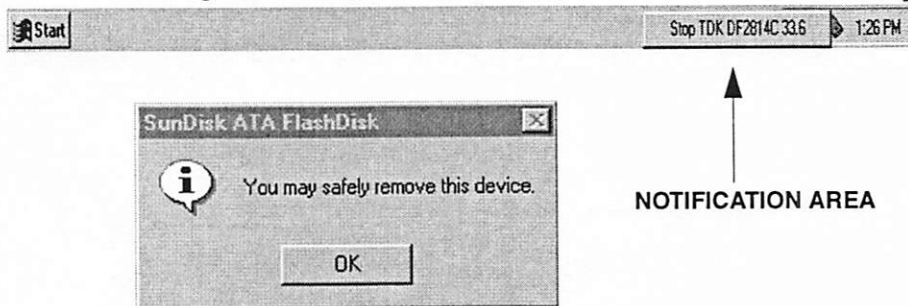 Start
Stop TDK DF2814C 33.6
1:26 PM
SunDisk ATA FlashDisk
You may safely remove this device.
NOTIFICATION AREA
OK